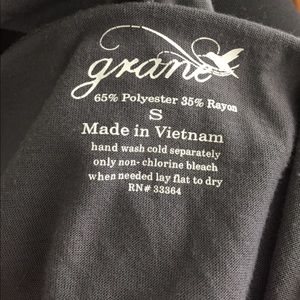 grane
65% Polyester 35% Rayon
S
Made in Vietnam
hand wash cold separately
only non- chlorine bleach
when needed lay flat to dry
RN# 33364